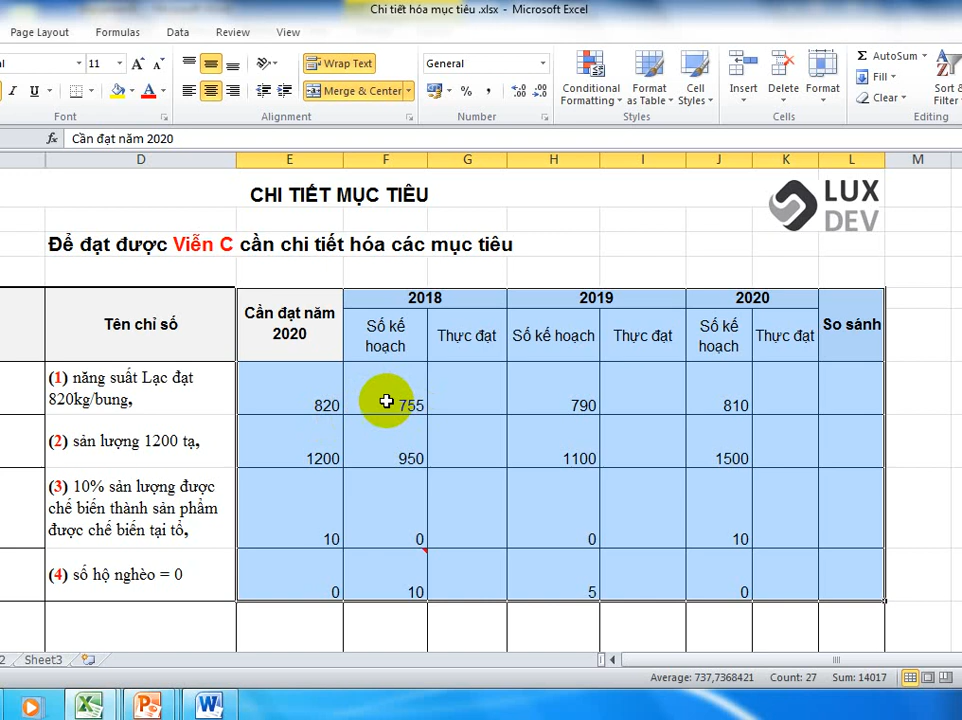 Chi tiết hóa mục tiêu .xlsx - Microsoft Excel
Page Layout Formulas Data Review View
11 A A Wrap Text General
I U A Merge & Center % , Conditional Formatting Format as Table Cell Styles Insert Delete Format
Σ AutoSum
Fill
Clear
Sort &
Filter
Font Alignment Number Styles Cells Editing
fx Cần đạt năm 2020
D E F G H I J K L M
CHI TIẾT MỤC TIÊU
LUX
DEV
Để đạt được Viễn C cần chi tiết hóa các mục tiêu
Tên chỉ số
Cần đạt năm
2020
2018 2019 2020
Số kế
hoạch
Thực đạt
Số kế hoạch
Thực đạt
Số kế
hoạch
Thực đạt
So sánh
(1) năng suất Lạc đạt
820kg/bung,
820 755 790 810
(2) sản lượng 1200 tạ,
1200 950 1100 1500
(3) 10% sản lượng được
chế biến thành sản phẩm
được chế biến tại tổ,
10 0 0 10
(4) số hộ nghèo = 0
0 10 5 0
2 Sheet3
Average: 737,7368421 Count: 27 Sum: 14017